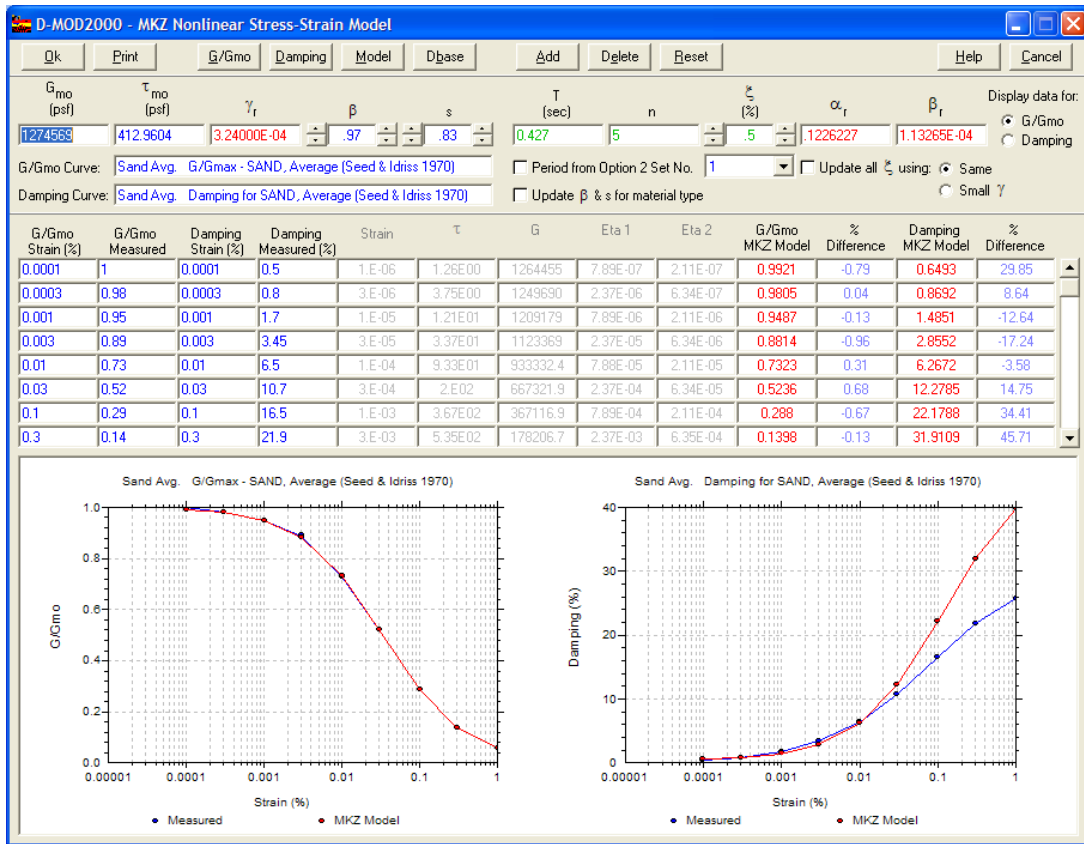 D-MOD2000 - MKZ Nonlinear Stress-Strain Model
Ok Print G/Gmo Damping Model Dbase Add Delete Reset Help Cancel
Gmo (psf) τmo (psf) γr β s T (sec) n ξ (%) αr βr Display data for:
1274569 412.9604 3.24000E-04 .97 .83 0.427 5 .5 .1226227 1.13265E-04 G/Gmo
Damping
G/Gmo Curve: Sand Avg. G/Gmax - SAND, Average (Seed & Idriss 1970) Period from Option 2 Set No. 1 Update all ξ using: Same
Small γ
Damping Curve: Sand Avg. Damping for SAND, Average (Seed & Idriss 1970) Update β & s for material type
G/Gmo Strain (%) G/Gmo Measured Damping Strain (%) Damping Measured (%) Strain τ G Eta 1 Eta 2 G/Gmo MKZ Model % Difference Damping MKZ Model % Difference
0.0001 1 0.0001 0.5 1.E-06 1.26E00 1264455 7.89E-07 2.11E-07 0.9921 -0.79 0.6493 29.85
0.0003 0.98 0.0003 0.8 3.E-06 3.75E00 1249690 2.37E-06 6.34E-07 0.9805 0.04 0.8692 8.64
0.001 0.95 0.001 1.7 1.E-05 1.21E01 1209179 7.89E-06 2.11E-06 0.9487 -0.13 1.4851 -12.64
0.003 0.89 0.003 3.45 3.E-05 3.37E01 1123369 2.37E-05 6.34E-06 0.8814 -0.96 2.8552 -17.24
0.01 0.73 0.01 6.5 1.E-04 9.33E01 933332.4 7.88E-05 2.11E-05 0.7323 0.31 6.2672 -3.58
0.03 0.52 0.03 10.7 3.E-04 2.E02 667321.9 2.37E-04 6.34E-05 0.5236 0.68 12.2785 14.75
0.1 0.29 0.1 16.5 1.E-03 3.67E02 367116.9 7.89E-04 2.11E-04 0.288 -0.67 22.1788 34.41
0.3 0.14 0.3 21.9 3.E-03 5.35E02 178206.7 2.37E-03 6.35E-04 0.1398 -0.13 31.9109 45.71
Sand Avg. G/Gmax - SAND, Average (Seed & Idriss 1970)
1.0
0.8
0.6
0.4
0.2
0.0
G/Gmo
0.00001 0.0001 0.001 0.01 0.1 1
Strain (%)
Measured MKZ Model
Sand Avg. Damping for SAND, Average (Seed & Idriss 1970)
40
30
20
10
0
Damping (%)
0.00001 0.0001 0.001 0.01 0.1 1
Strain (%)
Measured MKZ Model